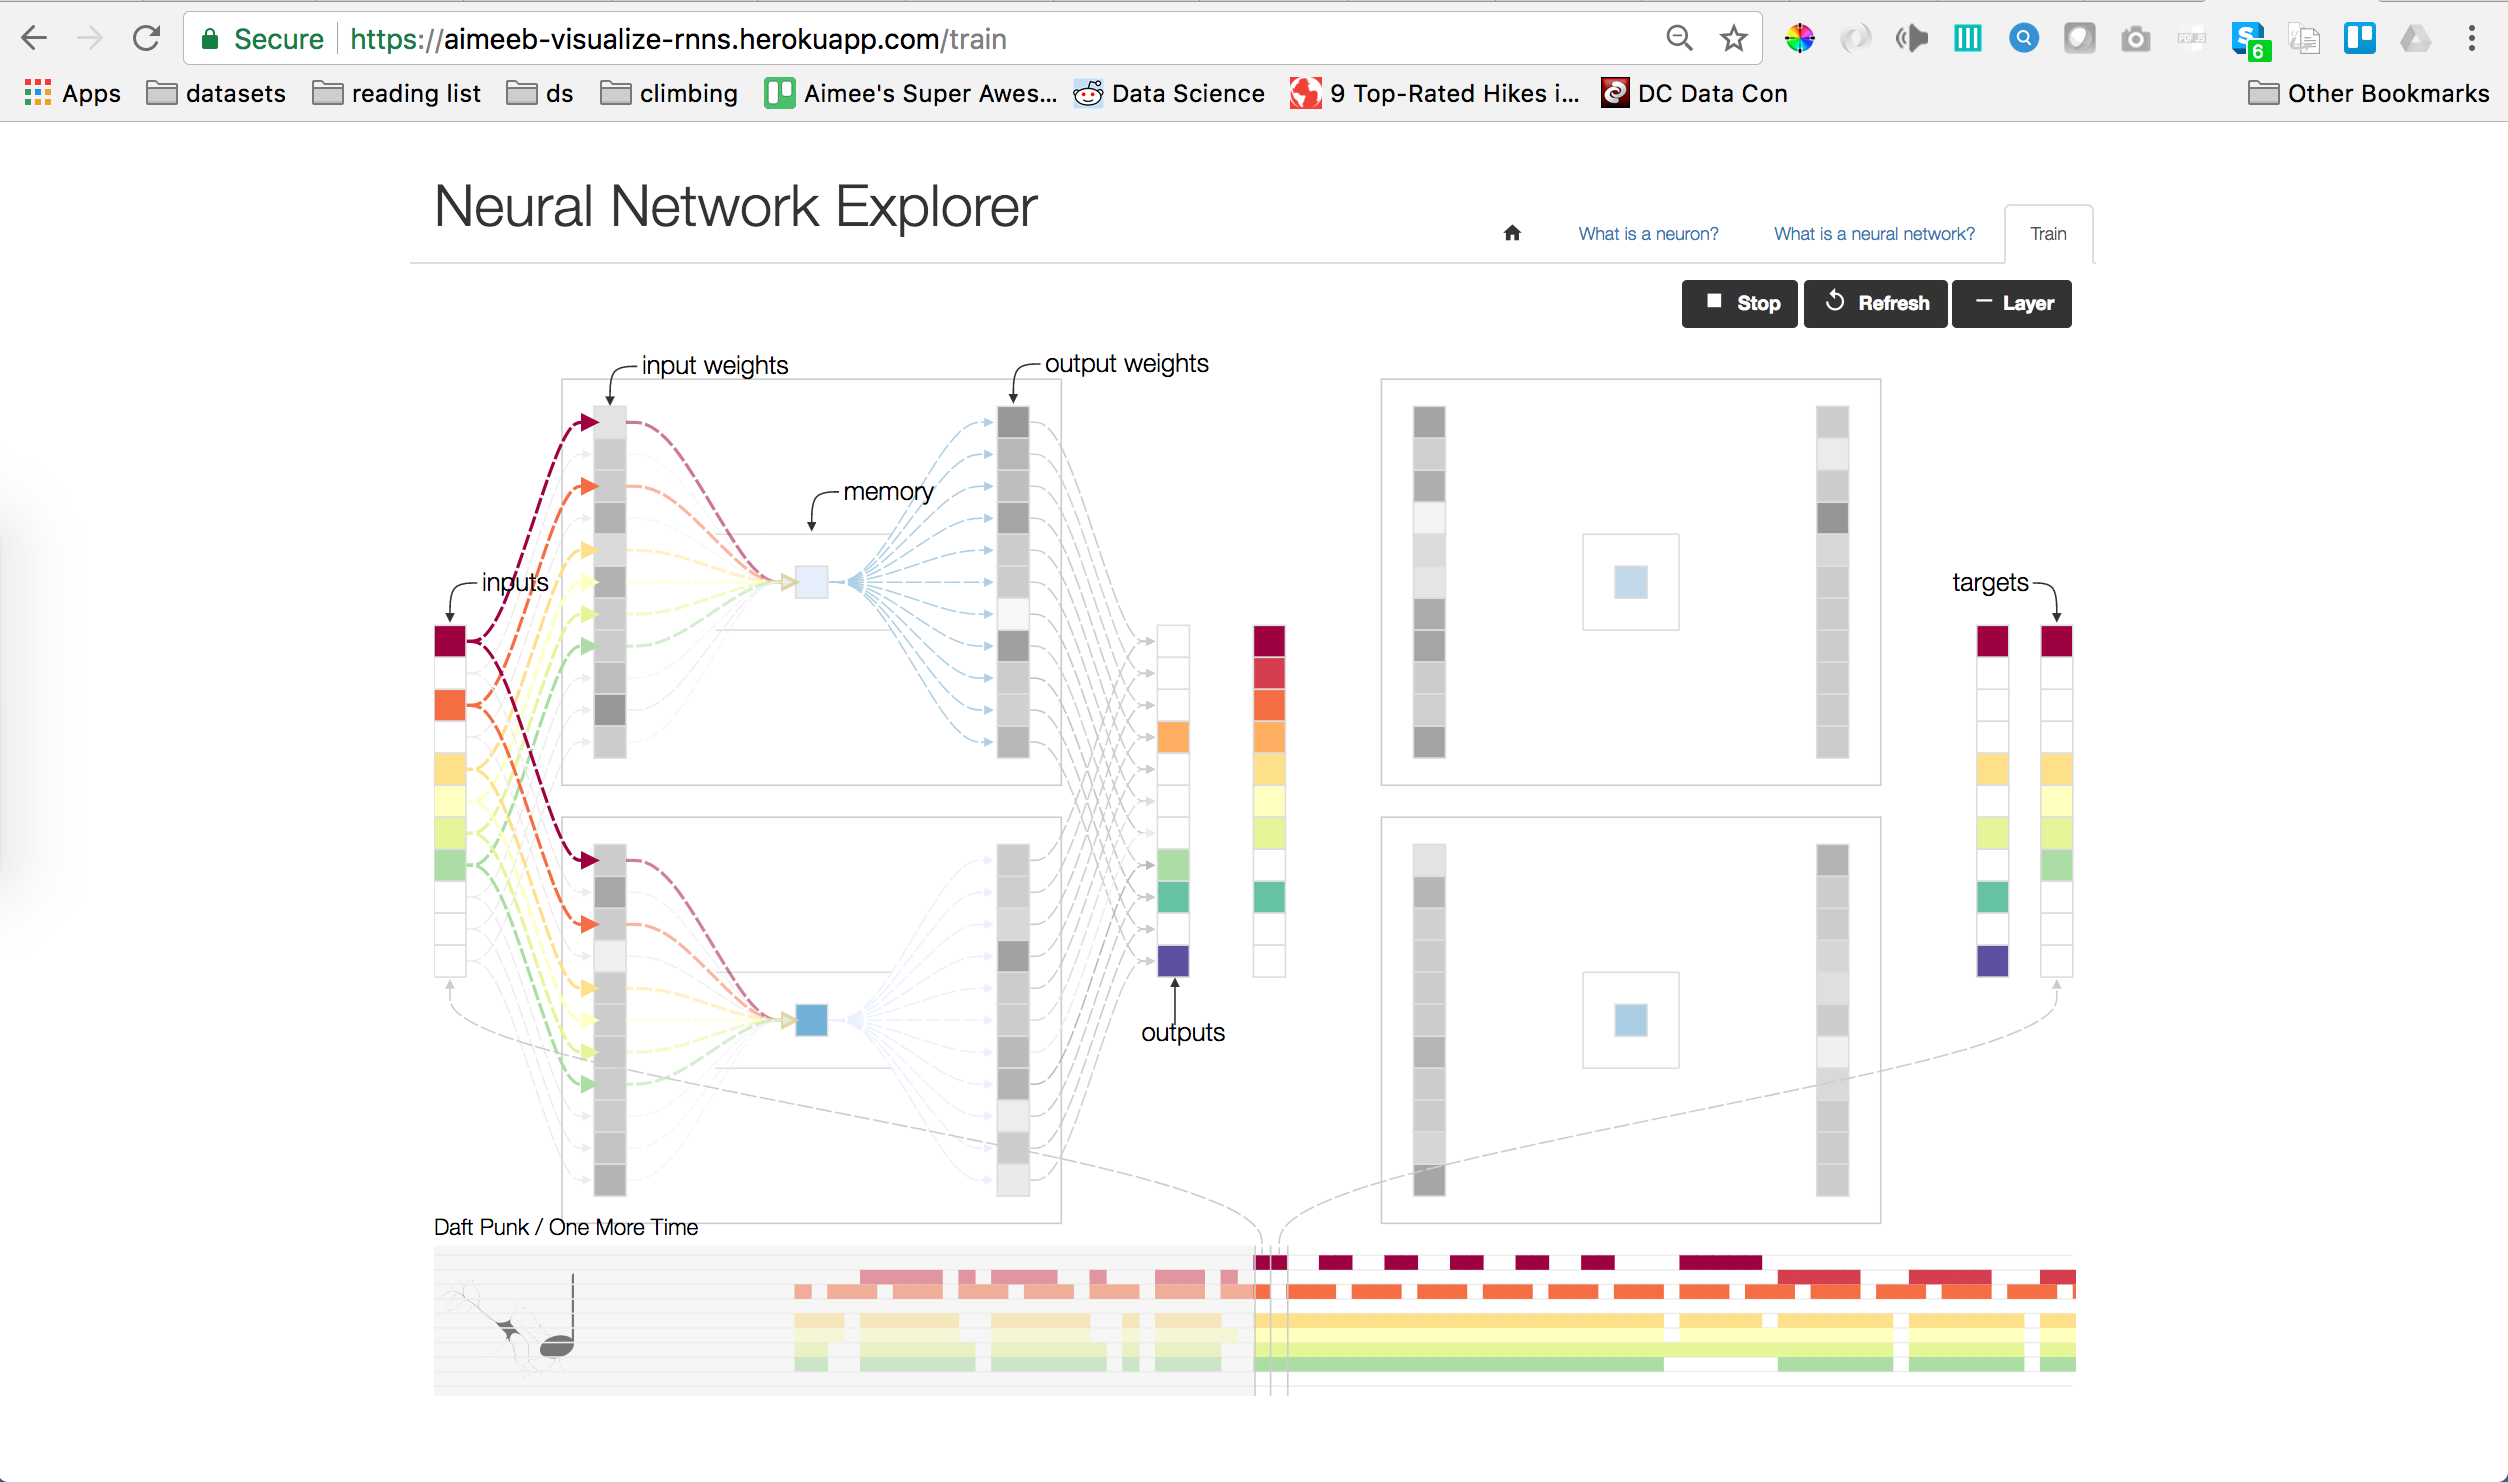 Secure https://aimeeb-visualize-rnns.herokuapp.com/train
6
Apps datasets reading list ds climbing Aimee's Super Awes... Data Science 9 Top-Rated Hikes i... DC Data Con Other Bookmarks
Neural Network Explorer
What is a neuron? What is a neural network? Train
Stop Refresh Layer
input weights output weights
memory
inputs targets
outputs
Daft Punk / One More Time